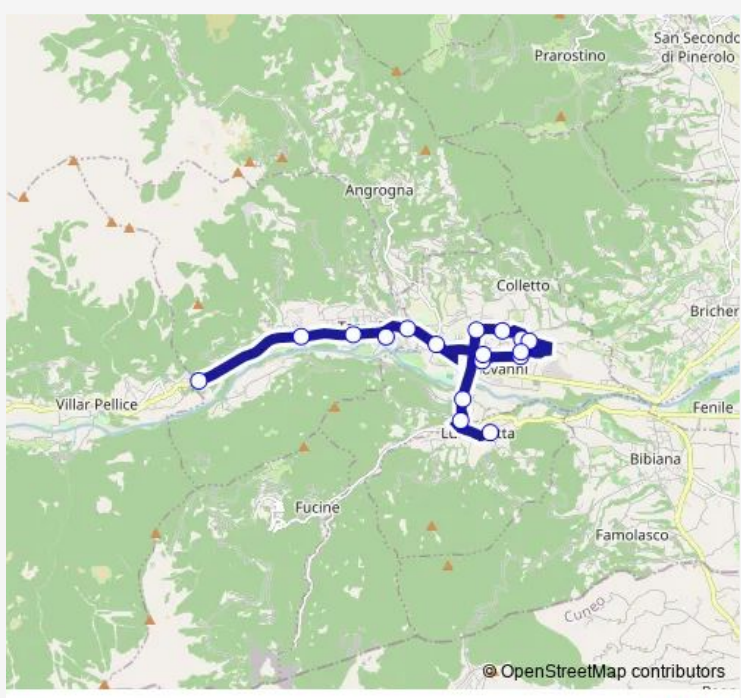 San Secondo
di Pinerolo
Prarostino
Angrogna
Colletto
Bricher
Villar Pellice
Fenile
Bibiana
Fucine
Famolasco
Cuneo
© OpenStreetMap contributors